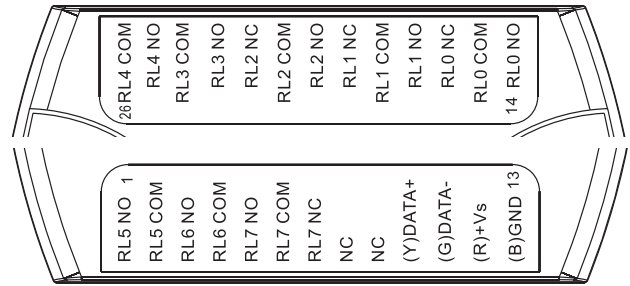 26 RL4 COM
RL4 NO
RL3 COM
RL3 NO
RL2 NC
RL2 COM
RL2 NO
RL1 NC
RL1 COM
RL1 NO
RL0 NC
RL0 COM
14 RL0 NO
RL5 NO 1
RL5 COM
RL6 NO
RL6 COM
RL7 NO
RL7 COM
RL7 NC
NC
NC
(Y)DATA+
(G)DATA-
(R)+Vs
(B)GND 13